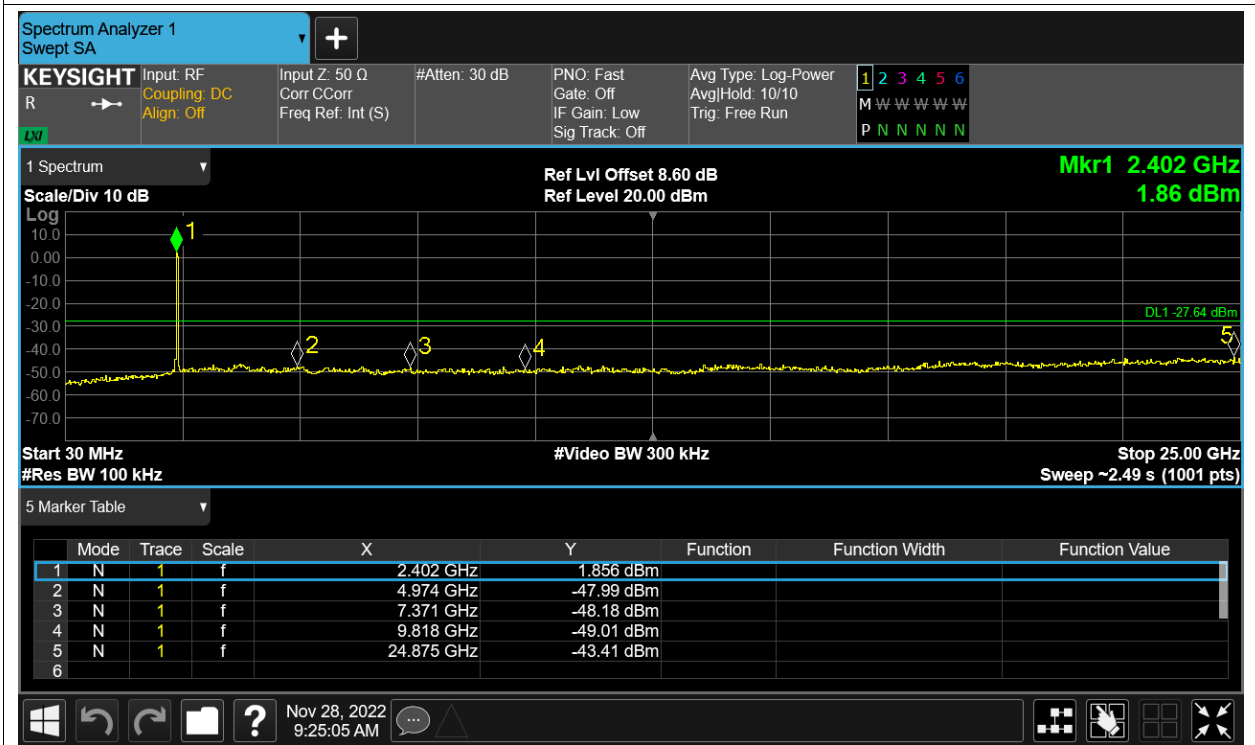 Spectrum Analyzer 1
Swept SA
KEYSIGHT Input: RF Input Z: 50 Ω #Atten: 30 dB PNO: Fast Avg Type: Log-Power 1 2 3 4 5 6
R Coupling: DC Corr CCorr Gate: Off Avg|Hold: 10/10 M W W W W W
Align: Off Freq Ref: Int (S) IF Gain: Low Trig: Free Run
LXI Sig Track: Off P N N N N N
1 Spectrum
Ref Lvl Offset 8.60 dB Mkr1 2.402 GHz
Scale/Div 10 dB Ref Level 20.00 dBm 1.86 dBm
Log
10.0
1
0.00
-10.0
-20.0
DL1 -27.64 dBm
-30.0
-40.0
2 3 4 5
-50.0
-60.0
-70.0
Start 30 MHz #Video BW 300 kHz Stop 25.00 GHz
#Res BW 100 kHz Sweep ~2.49 s (1001 pts)
5 Marker Table
Mode Trace Scale X Y Function Function Width Function Value
1 N 1 f 2.402 GHz 1.856 dBm
2 N 1 f 4.974 GHz -47.99 dBm
3 N 1 f 7.371 GHz -48.18 dBm
4 N 1 f 9.818 GHz -49.01 dBm
5 N 1 f 24.875 GHz -43.41 dBm
6
? Nov 28, 2022
9:25:05 AM